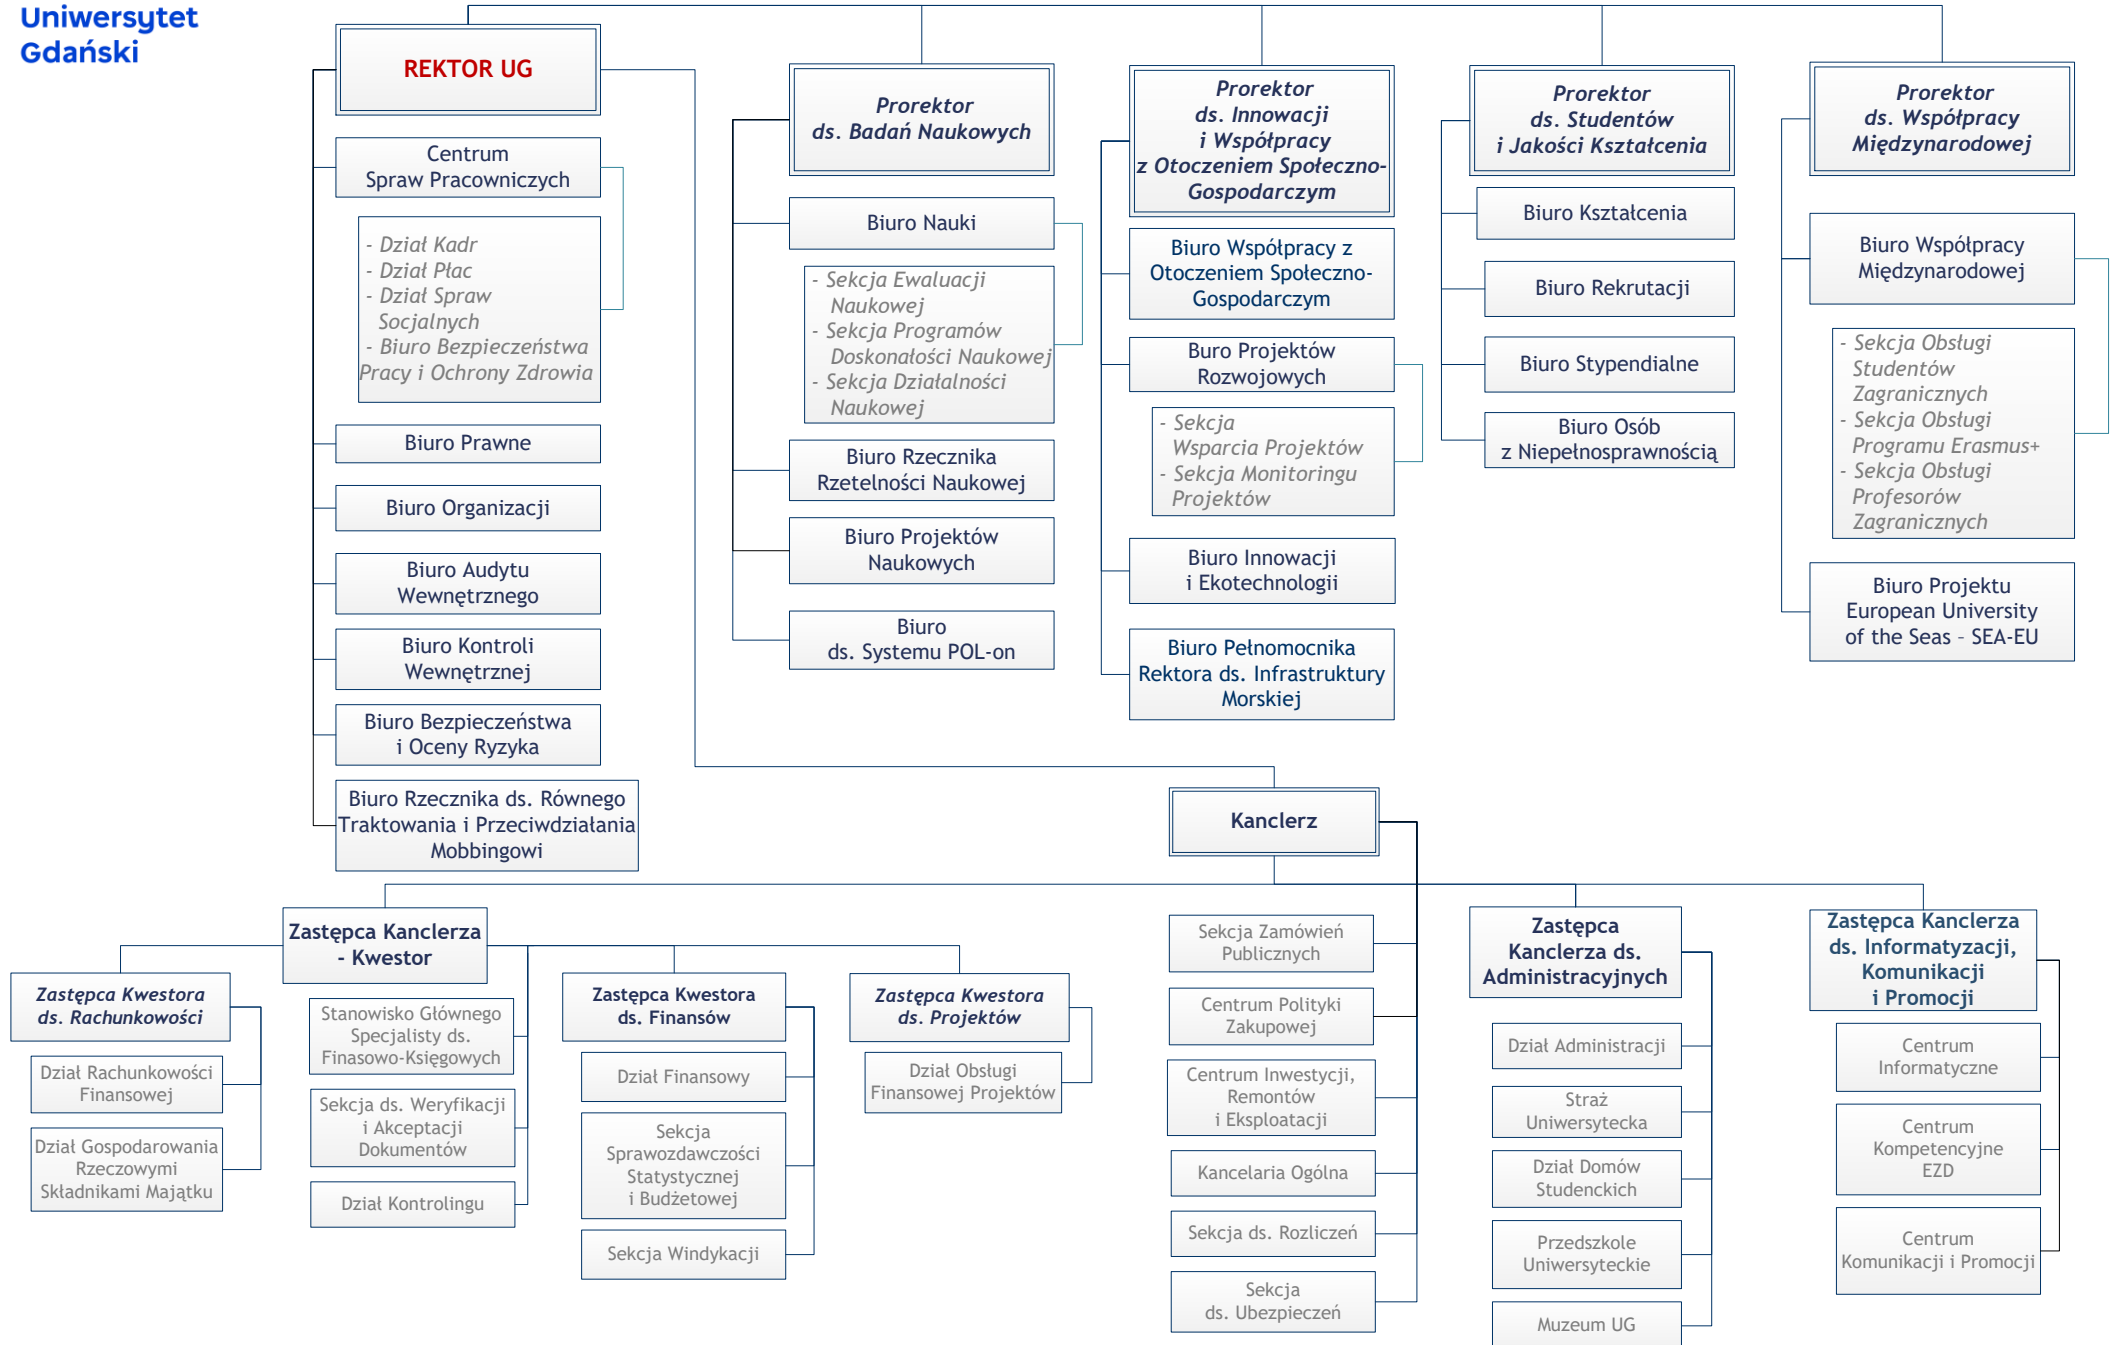 Uniwersytet
Gdański
REKTOR UG
Centrum
Spraw Pracowniczych
- Dział Kadr
- Dział Płac
- Dział Spraw
Socjalnych
- Biuro Bezpieczeństwa
Pracy i Ochrony Zdrowia
Biuro Prawne
Biuro Organizacji
Biuro Audytu
Wewnętrznego
Biuro Kontroli
Wewnętrznej
Biuro Bezpieczeństwa
i Oceny Ryzyka
Biuro Rzecznika ds. Równego
Traktowania i Przeciwdziałania
Mobbingowi
Prorektor
ds. Badań Naukowych
Biuro Nauki
- Sekcja Ewaluacji
Naukowej
- Sekcja Programów
Doskonałości Naukowej
- Sekcja Działalności
Naukowej
Biuro Rzecznika
Rzetelności Naukowej
Biuro Projektów
Naukowych
Biuro
ds. Systemu POL-on
Prorektor
ds. Innowacji
i Współpracy
z Otoczeniem Społeczno-
Gospodarczym
Biuro Współpracy z
Otoczeniem Społeczno-
Gospodarczym
Buro Projektów
Rozwojowych
- Sekcja
Wsparcia Projektów
- Sekcja Monitoringu
Projektów
Biuro Innowacji
i Ekotechnologii
Biuro Pełnomocnika
Rektora ds. Infrastruktury
Morskiej
Prorektor
ds. Studentów
i Jakości Kształcenia
Biuro Kształcenia
Biuro Rekrutacji
Biuro Stypendialne
Biuro Osób
z Niepełnosprawnością
Prorektor
ds. Współpracy
Międzynarodowej
Biuro Współpracy
Międzynarodowej
- Sekcja Obsługi
Studentów
Zagranicznych
- Sekcja Obsługi
Programu Erasmus+
- Sekcja Obsługi
Profesorów
Zagranicznych
Biuro Projektu
European University
of the Seas – SEA-EU
Kanclerz
Zastępca Kanclerza
- Kwestor
Zastępca Kwestora
ds. Rachunkowości
Dział Rachunkowości
Finansowej
Dział Gospodarowania
Rzeczowymi
Składnikami Majątku
Stanowisko Głównego
Specjalisty ds.
Finasowo-Księgowych
Sekcja ds. Weryfikacji
i Akceptacji
Dokumentów
Dział Kontrolingu
Zastępca Kwestora
ds. Finansów
Dział Finansowy
Sekcja
Sprawozdawczości
Statystycznej
i Budżetowej
Sekcja Windykacji
Zastępca Kwestora
ds. Projektów
Dział Obsługi
Finansowej Projektów
Sekcja Zamówień
Publicznych
Centrum Polityki
Zakupowej
Centrum Inwestycji,
Remontów
i Eksploatacji
Kancelaria Ogólna
Sekcja ds. Rozliczeń
Sekcja
ds. Ubezpieczeń
Zastępca
Kanclerza ds.
Administracyjnych
Dział Administracji
Straż
Uniwersytecka
Dział Domów
Studenckich
Przedszkole
Uniwersyteckie
Muzeum UG
Zastępca Kanclerza
ds. Informatyzacji,
Komunikacji
i Promocji
Centrum
Informatyczne
Centrum
Kompetencyjne
EZD
Centrum
Komunikacji i Promocji